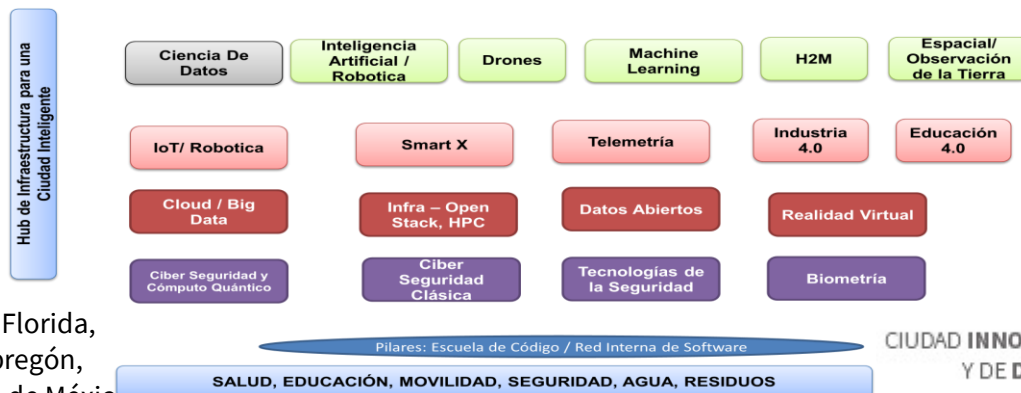 Hub de Infraestructura para una
Ciudad Inteligente
Ciencia De
Datos
Inteligencia
Artificial /
Robotica
Drones
Machine
Learning
H2M
Espacial/
Observación
de la Tierra
IoT/ Robotica
Smart X
Telemetría
Industria
4.0
Educación
4.0
Cloud / Big
Data
Infra – Open
Stack, HPC
Datos Abiertos
Realidad Virtual
Ciber Seguridad y
Cómputo Quántico
Ciber
Seguridad
Clásica
Tecnologías de
la Seguridad
Biometría
Florida,
Pilares: Escuela de Código / Red Interna de Software
CIUDAD INNO
Y DE D
SALUD, EDUCACIÓN, MOVILIDAD, SEGURIDAD, AGUA, RESIDUOS